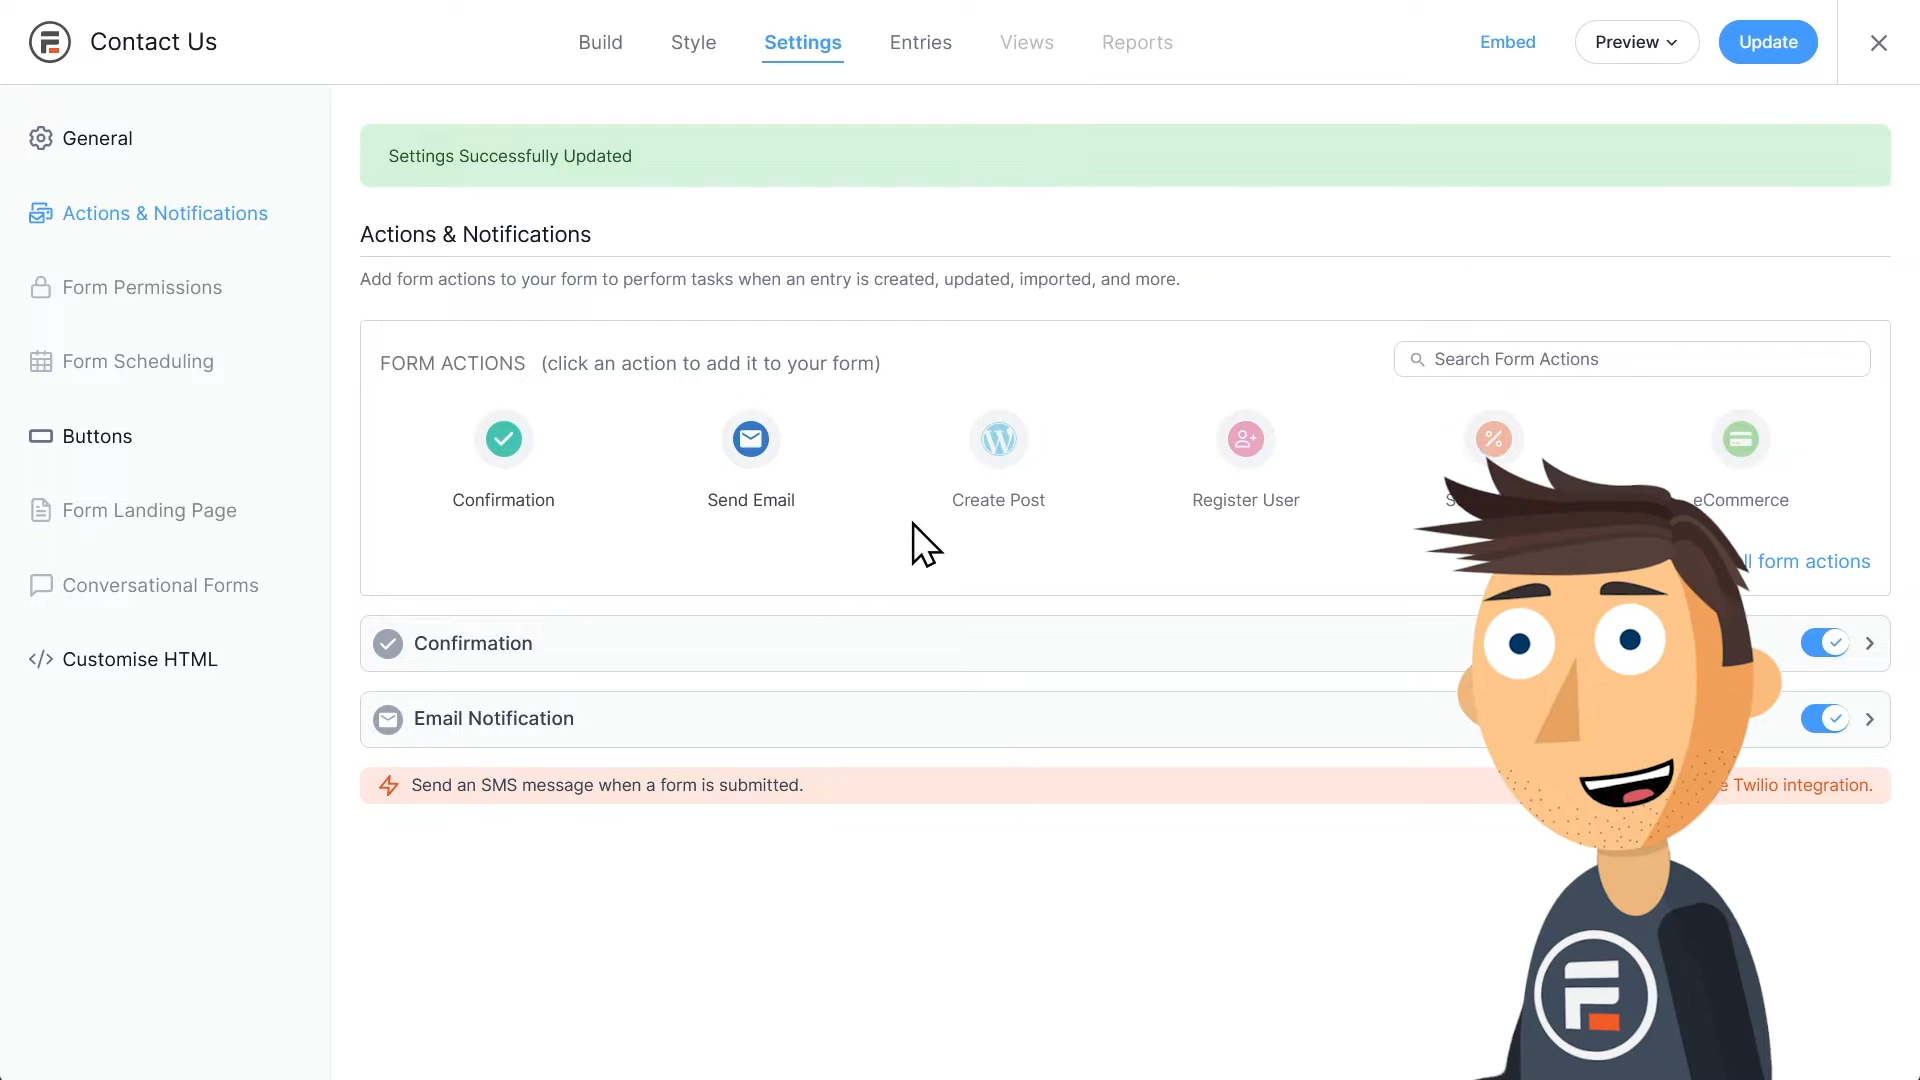 Contact Us
Build
Style
Settings
Entries
Views
Reports
Embed
Preview
Update
General
Actions & Notifications
Form Permissions
Form Scheduling
Buttons
Form Landing Page
Conversational Forms
Customise HTML
Settings Successfully Updated
Actions & Notifications
Add form actions to your form to perform tasks when an entry is created, updated, imported, and more.
FORM ACTIONS (click an action to add it to your form)
Search Form Actions
Confirmation
Send Email
Create Post
Register User
eCommerce
form actions
Confirmation
Email Notification
Send an SMS message when a form is submitted.
Twilio integration.